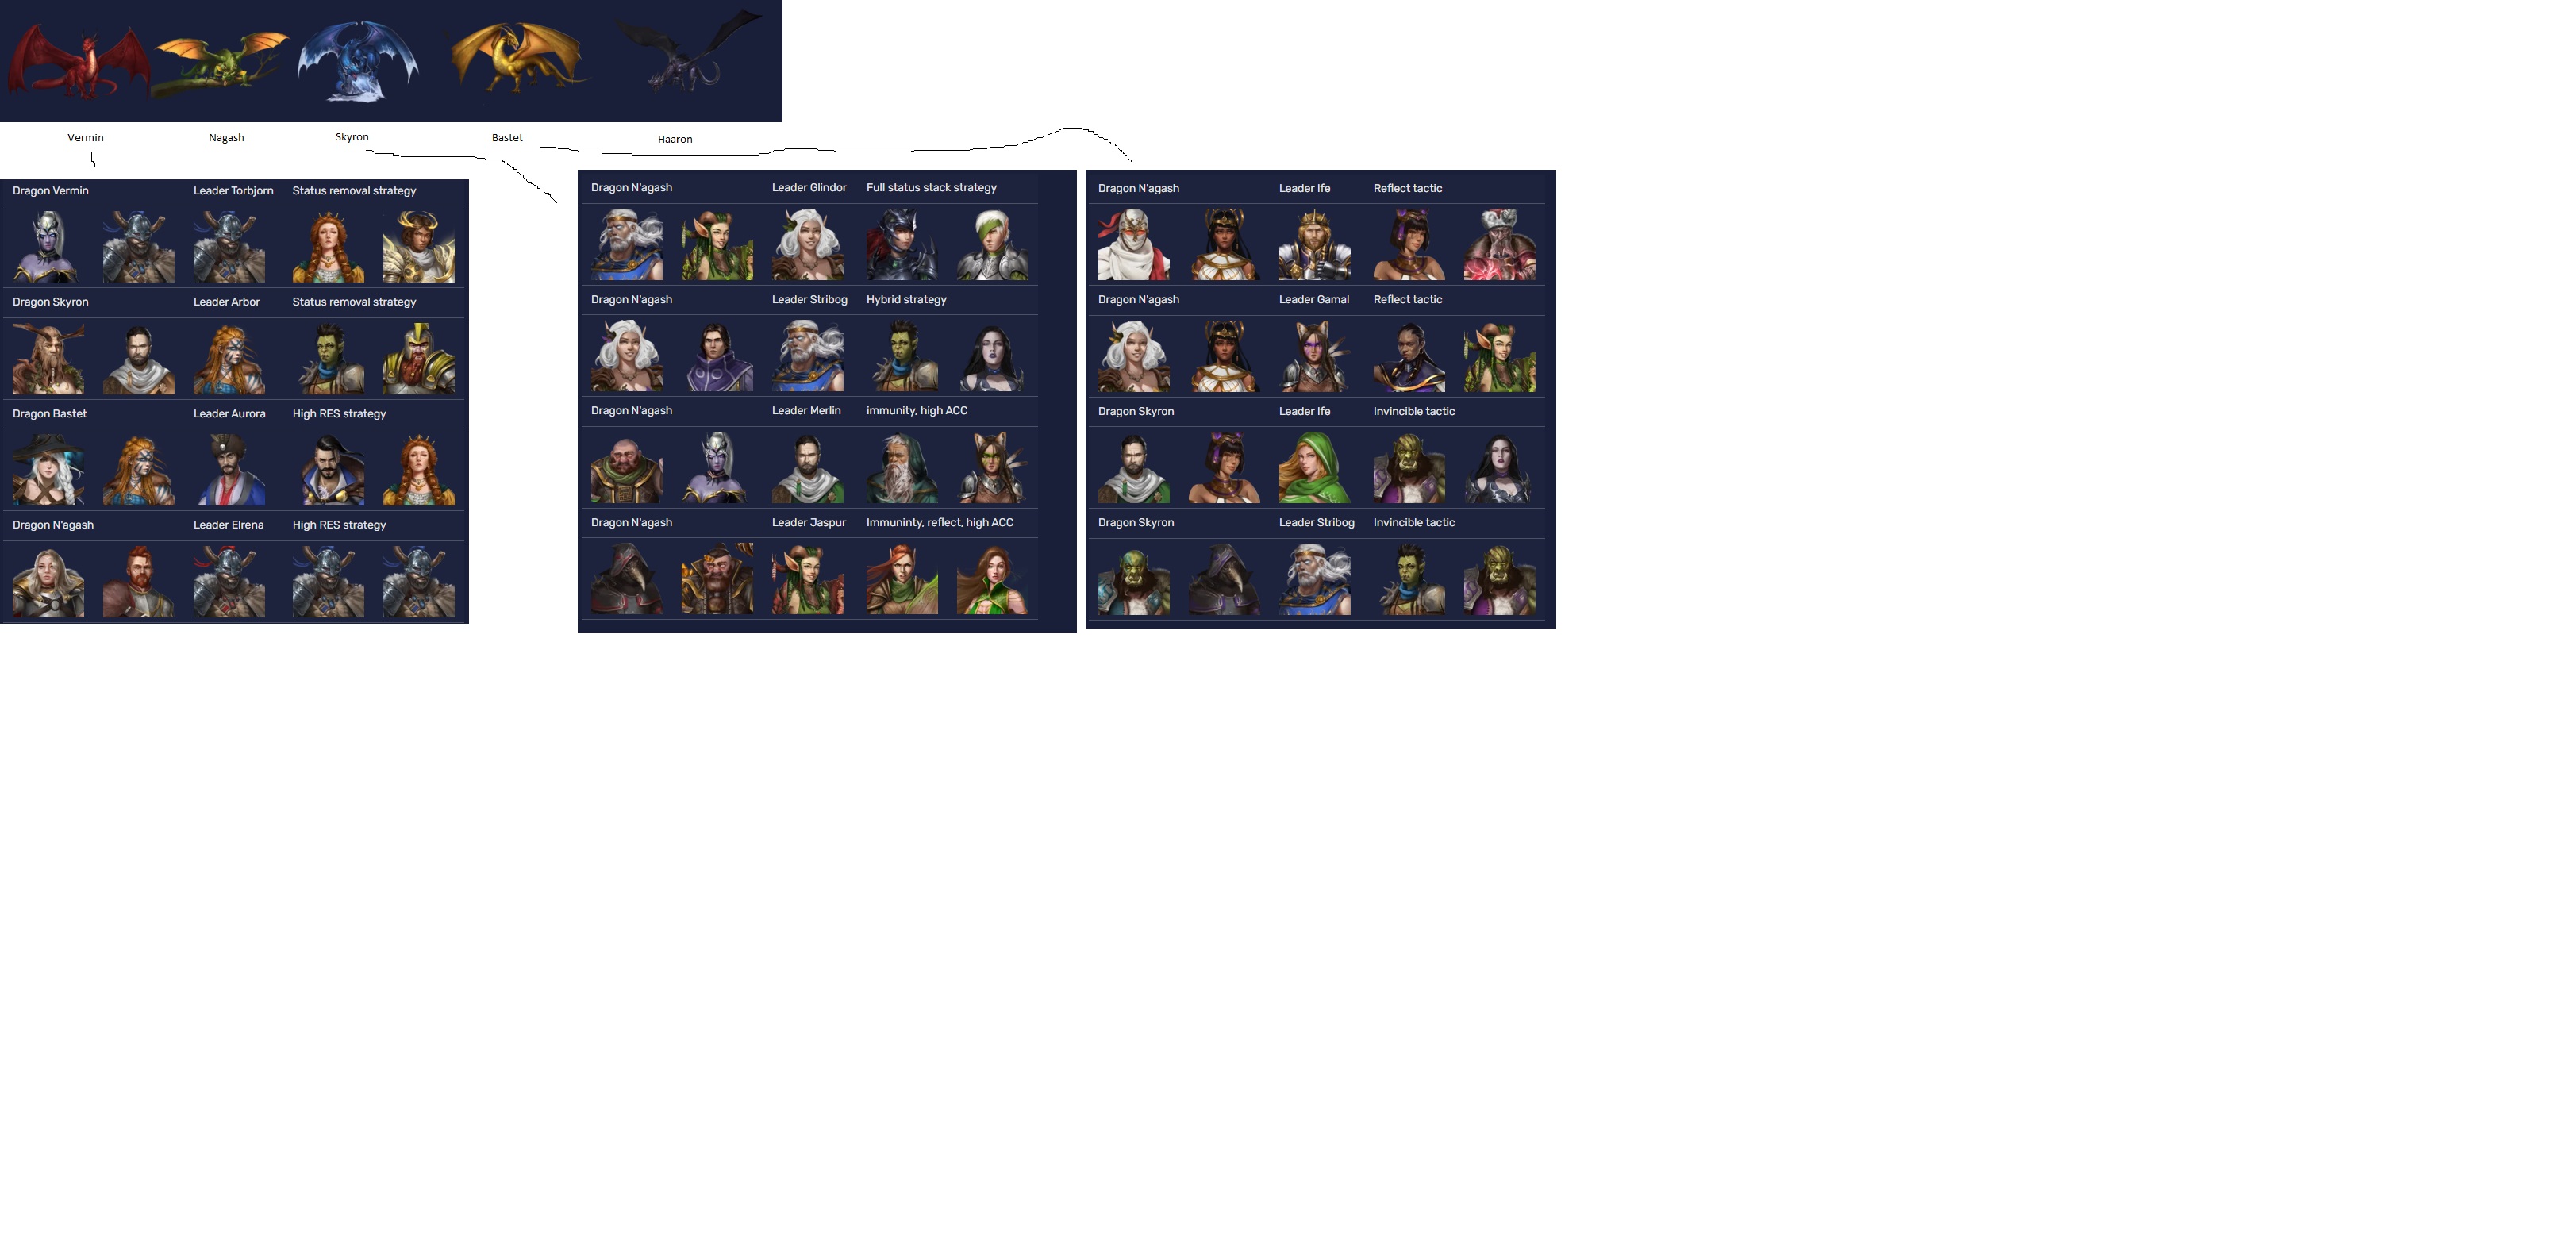 Vermin Nagash Skyron Bastet Haaron
Dragon Vermin Leader Torbjorn Status removal strategy
Dragon Skyron Leader Arbor Status removal strategy
Dragon Bastet Leader Aurora High RES strategy
Dragon N'agash Leader Elrena High RES strategy
Dragon N'agash Leader Glindor Full status stack strategy
Dragon N'agash Leader Stribog Hybrid strategy
Dragon N'agash Leader Merlin immunity, high ACC
Dragon N'agash Leader Jaspur Immuninty, reflect, high ACC
Dragon N'agash Leader Ife Reflect tactic
Dragon N'agash Leader Gamal Reflect tactic
Dragon Skyron Leader Ife Invincible tactic
Dragon Skyron Leader Stribog Invincible tactic